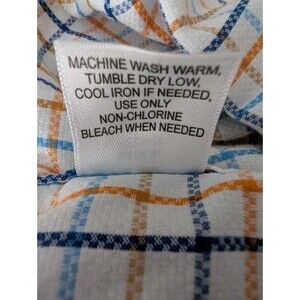 MACHINE WASH WARM,
TUMBLE DRY LOW,
COOL IRON IF NEEDED,
USE ONLY
NON-CHLORINE
BLEACH WHEN NEEDED